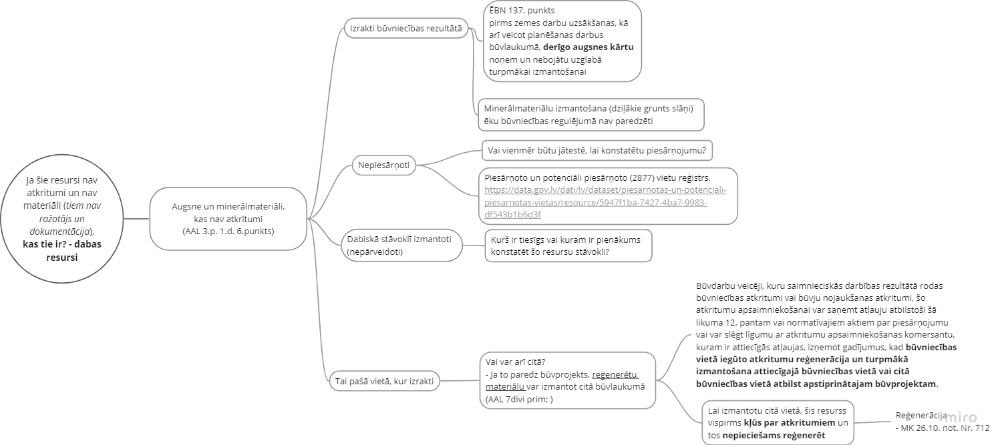 Ja šie resursi nav
atkritumi un nav
materiāli (tiem nav
ražotājs un
dokumentācija),
kas tie ir? - dabas
resursi
Augsne un minerālmateriāli,
kas nav atkritumi
(AAL 3.p. 1.d. 6.punkts)
Izrakti būvniecības rezultātā
ĒBN 137. punkts
pirms zemes darbu uzsākšanas, kā
arī veicot planēšanas darbus
būvlaukumā, derīgo augsnes kārtu
noņem un nebojātu uzglabā
turpmākai izmantošanai
Minerālmateriālu izmantošana (dziļākie grunts slāņi)
ēku būvniecības regulējumā nav paredzēti
Nepiesārņoti
Vai vienmēr būtu jātestē, lai konstatētu piesārņojumu?
Piesārņoto un potenciāli piesārņoto (2877) vietu reģistrs,
https://data.gov.lv/dati/lv/dataset/piesarnotas-un-potenciali-
piesarnotas-vietas/resource/5947f1ba-7427-4ba7-9983-
df543b1b6d3f
Dabiskā stāvoklī izmantoti
(nepārveidoti)
Kurš ir tiesīgs vai kuram ir pienākums
konstatēt šo resursu stāvokli?
Tai pašā vietā, kur izrakti
Vai var arī citā?
- Ja to paredz būvprojekts, reģenerētu
materiālu var izmantot citā būvlaukumā
(AAL 7divi prim: )
Būvdarbu veicēji, kuru saimnieciskās darbības rezultātā rodas
būvniecības atkritumi vai būvju nojaukšanas atkritumi, šo
atkritumu apsaimniekošanai var saņemt atļauju atbilstoši šā
likuma 12. pantam vai normatīvajiem aktiem par piesārņojumu
vai var slēgt līgumu ar atkritumu apsaimniekošanas komersantu,
kuram ir attiecīgās atļaujas, izņemot gadījumus, kad būvniecības
vietā iegūto atkritumu reģenerācija un turpmākā
izmantošana attiecīgajā būvniecības vietā vai citā
būvniecības vietā atbilst apstiprinātajam būvprojektam.
Lai izmantotu citā vietā, šis resurss
vispirms kļūs par atkritumiem un
tos nepieciešams reģenerēt
Reģenerācija
- MK 26.10. not. Nr. 712
miro